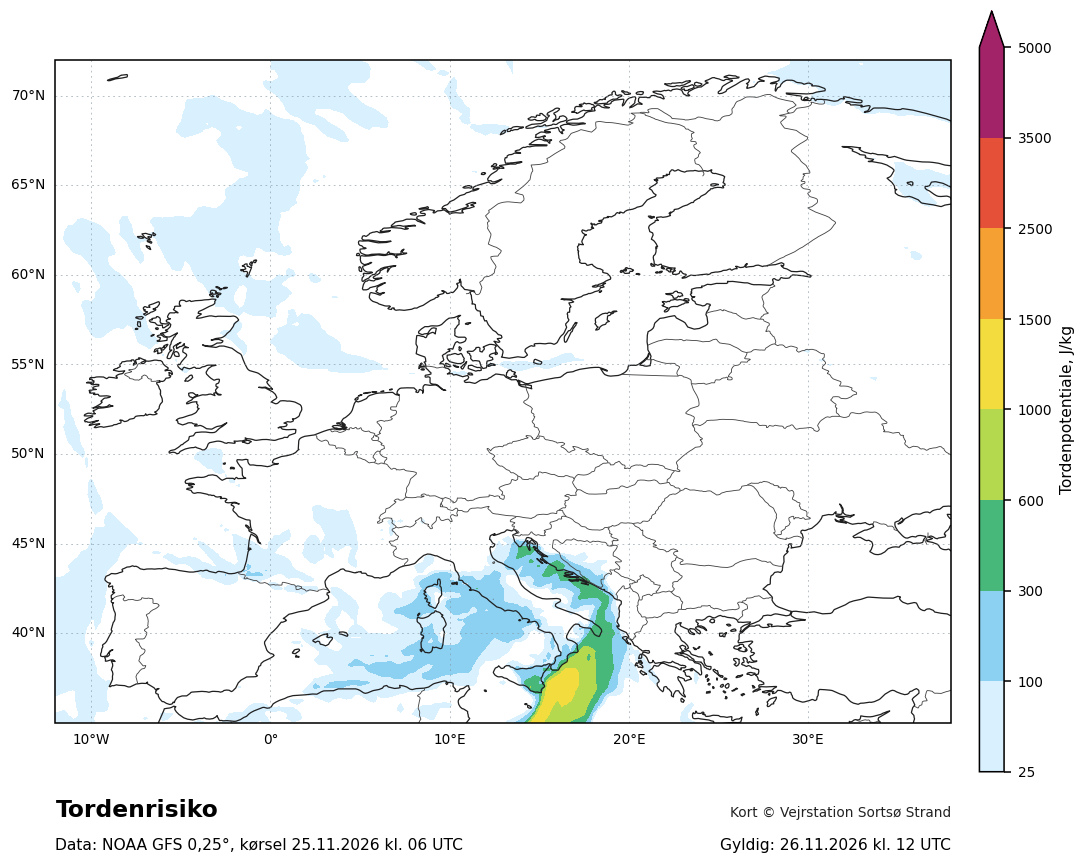 70°N
65°N
60°N
55°N
50°N
45°N
40°N
10°W
0°
10°E
20°E
30°E
5000
3500
2500
1500
1000
600
300
100
25
Tordenpotentiale, J/kg
Tordenrisiko
Kort © Vejrstation Sortsø Strand
Data: NOAA GFS 0,25°, kørsel 25.11.2026 kl. 06 UTC
Gyldig: 26.11.2026 kl. 12 UTC